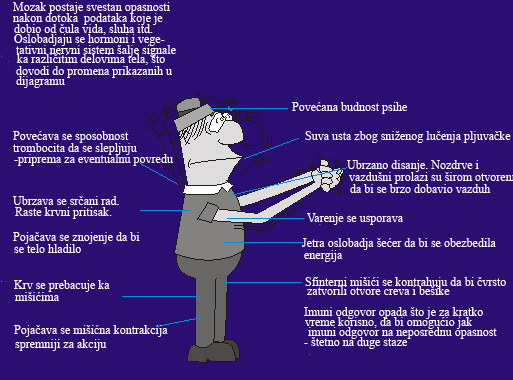 Mozak postaje svestan opasnosti
nakon dotoka podataka koje je
dobio od čula vida, sluha itd.
Oslobadjaju se hormoni i vege-
tativni nervni sistem šalje signale
ka različitim delovima tela, što
dovodi do promena prikazanih u
dijagramu
Povećana budnost psihe
Povećava se sposobnost
trombocita da se slepljuju
-priprema za eventualnu povredu
Suva usta zbog sniženog lučenja pljuvačke
Ubrzano disanje. Nozdrve i
vazdušni prolazi su širom otvoreni
da bi se brzo dobavio vazduh
Ubrzava se srčani rad.
Raste krvni pritisak.
Varenje se usporava
Pojačava se znojenje da bi
se telo hladilo
Jetra oslobadja šećer da bi se obezbedila
energija
Krv se prebacuje ka
mišićima
Sfinterni mišići se kontrahuju da bi čvrsto
zatvorili otvore creva i bešike
Pojačava se mišićna kontrakcija
spremniji za akciju
Imuni odgovor opada što je za kratko
vreme korisno, da bi omogućio jak
imuni odgovor na neposrednu opasnost
- štetno na duge staze